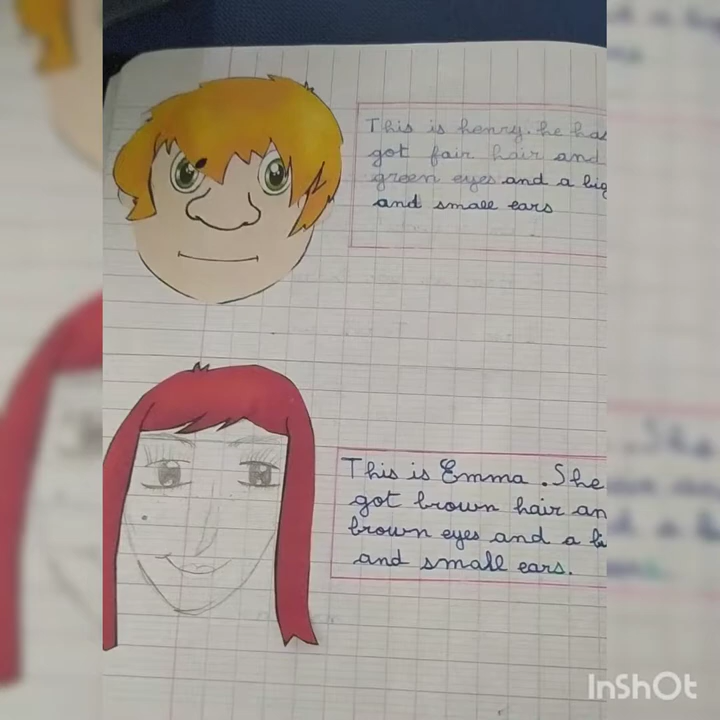 This is henry. he has
got fair hair and
green eyes and a big
and small ears
This is Emma. She
got brown hair an
brown eyes and a
and small ears.
InShOt